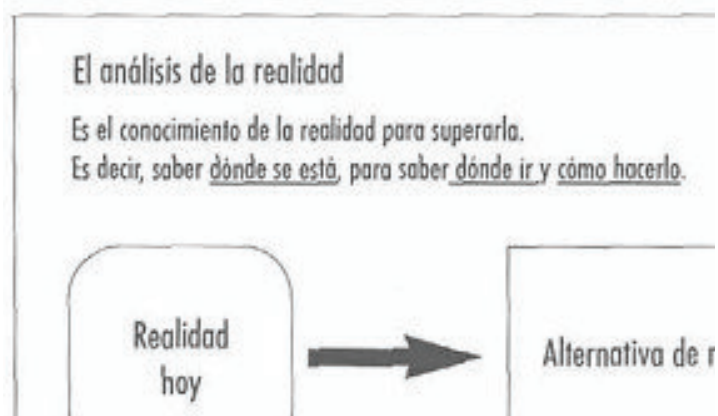 El análisis de la realidad
Es el conocimiento de la realidad para superarla.
Es decir, saber dónde se está, para saber dónde ir y cómo hacerlo.
Realidad
hoy
Alternativa de